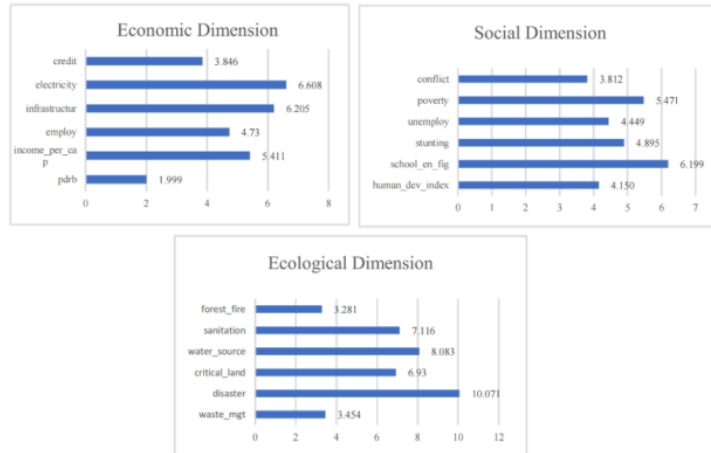 Economic Dimension
credit
3.846
electricity
6.608
infrastructur
6.205
employ
4.73
income_per_ca
p
5.411
pdrb
1.999
0 2 4 6 8
Social Dimension
conflict
3.812
poverty
5.471
unemploy
4.449
stunting
4.895
school_en_fig
6.199
human_dev_index
4.150
0 1 2 3 4 5 6 7
Ecological Dimension
forest_fire
3.281
sanitation
7.116
water_source
8.083
critical_land
6.93
disaster
10.071
waste_mgt
3.454
0 2 4 6 8 10 12